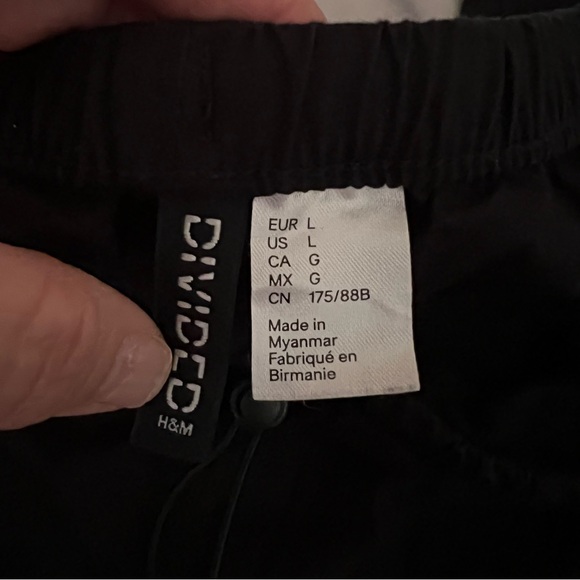 DIVIDED
H&M
EUR L
US L
CA G
MX G
CN 175/88B
Made in
Myanmar
Fabriqué en
Birmanie